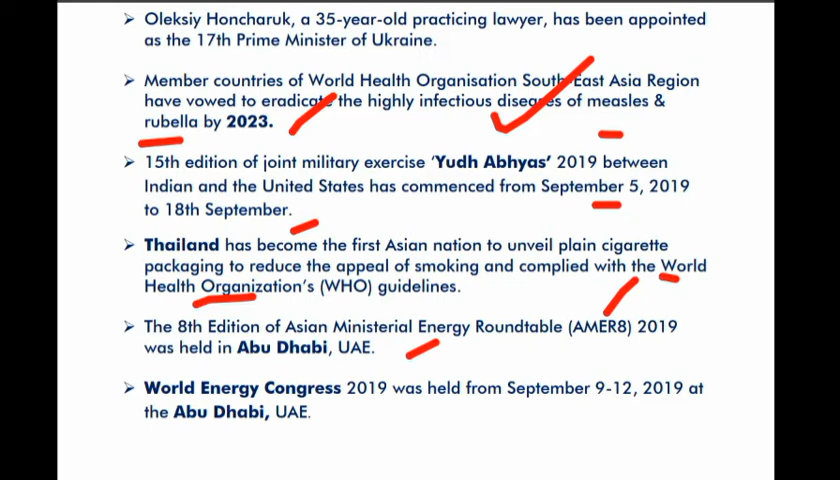 ➢ Oleksiy Honcharuk, a 35-year-old practicing lawyer, has been appointed
as the 17th Prime Minister of Ukraine.
➢ Member countries of World Health Organisation South-East Asia Region
have vowed to eradicate the highly infectious diseases of measles &
rubella by 2023.
➢ 15th edition of joint military exercise ‘Yudh Abhyas’ 2019 between
Indian and the United States has commenced from September 5, 2019
to 18th September.
➢ Thailand has become the first Asian nation to unveil plain cigarette
packaging to reduce the appeal of smoking and complied with the World
Health Organization’s (WHO) guidelines.
➢ The 8th Edition of Asian Ministerial Energy Roundtable (AMER8) 2019
was held in Abu Dhabi, UAE.
➢ World Energy Congress 2019 was held from September 9-12, 2019 at
the Abu Dhabi, UAE.